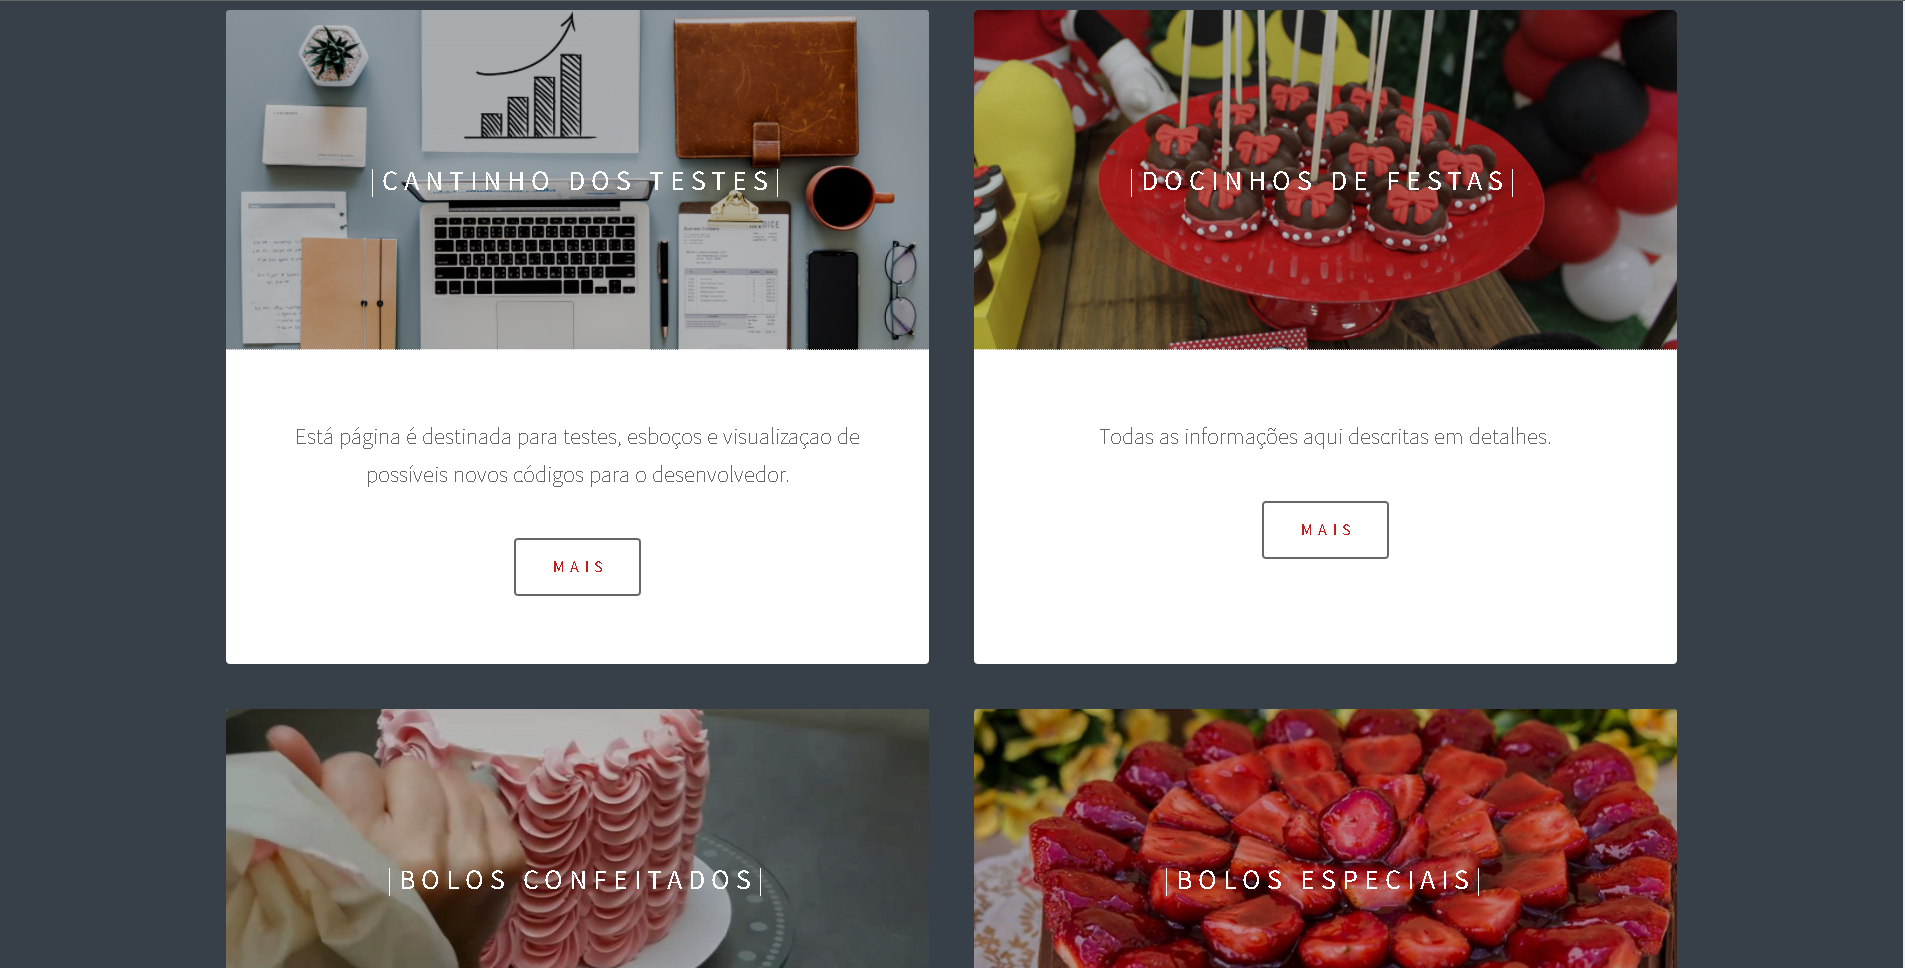 |CANTINHO DOS TESTES|
|DOCINHOS DE FESTAS|
Está página é destinada para testes, esboços e visualizaçao de
possíveis novos códigos para o desenvolvedor.
MAIS
Todas as informações aqui descritas em detalhes.
MAIS
|BOLOS CONFEITADOS|
|BOLOS ESPECIAIS|